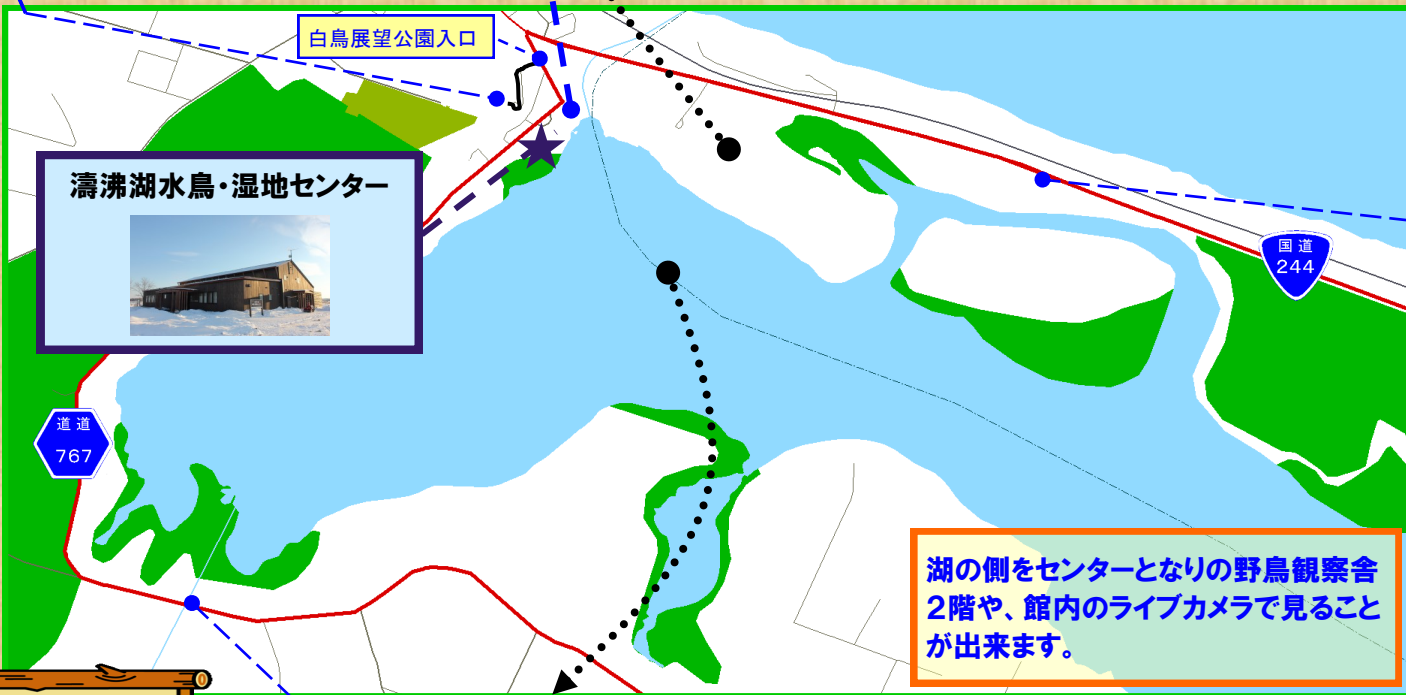 白鳥展望公園入口
濤沸湖水鳥・湿地センター
国道
244
道道
767
湖の側をセンターとなりの野鳥観察舎
２階や、館内のライブカメラで見ること
が出来ます。